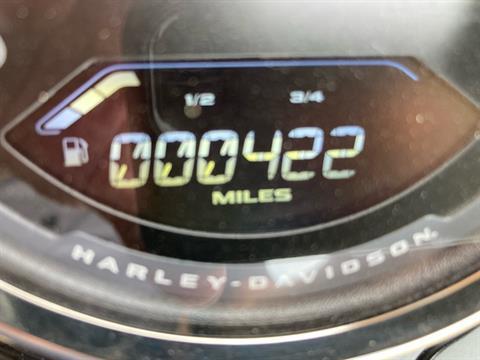 1/2 3/4
000422
MILES
HARLEY-DAVIDSON